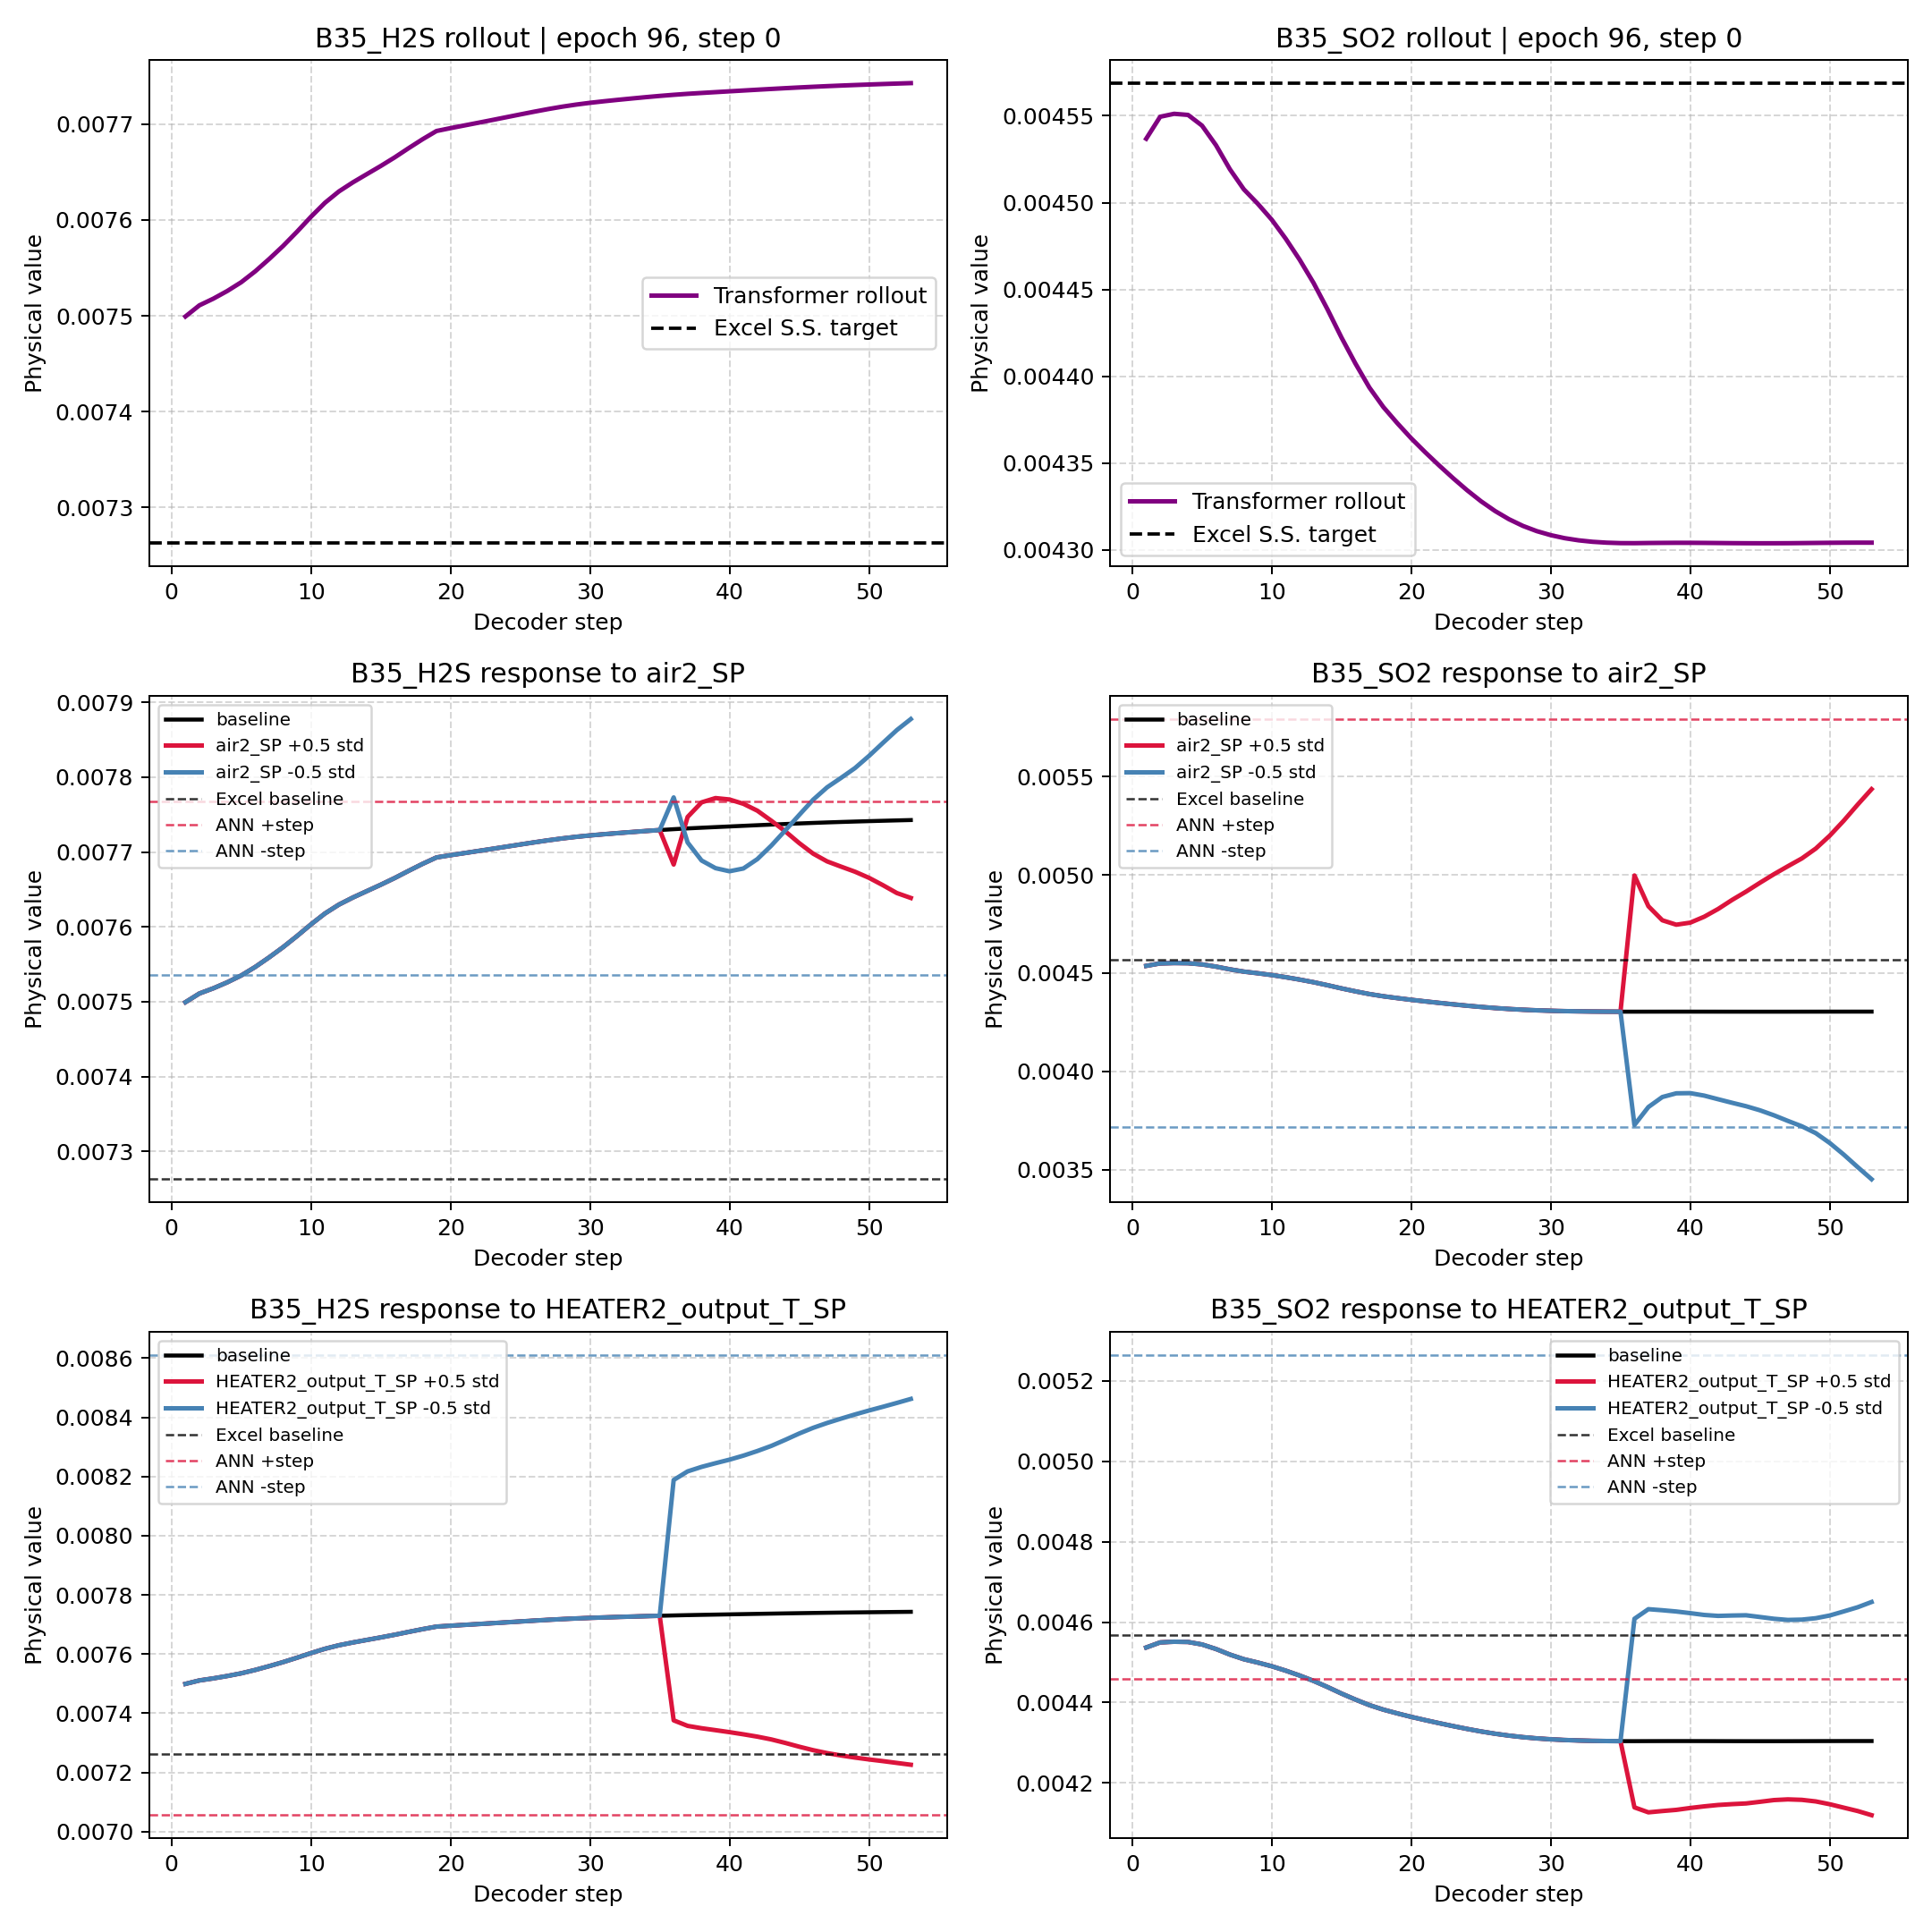 B35_H2S rollout | epoch 96, step 0
Physical value
0.0077
0.0076
0.0075
0.0074
0.0073
Transformer rollout
Excel S.S. target
0 10 20 30 40 50
Decoder step
B35_SO2 rollout | epoch 96, step 0
Physical value
0.00455
0.00450
0.00445
0.00440
0.00435
0.00430
Transformer rollout
Excel S.S. target
0 10 20 30 40 50
Decoder step
B35_H2S response to air2_SP
Physical value
0.0079
0.0078
0.0077
0.0076
0.0075
0.0074
0.0073
baseline
air2_SP +0.5 std
air2_SP -0.5 std
Excel baseline
ANN +step
ANN -step
0 10 20 30 40 50
Decoder step
B35_SO2 response to air2_SP
Physical value
0.0055
0.0050
0.0045
0.0040
0.0035
baseline
air2_SP +0.5 std
air2_SP -0.5 std
Excel baseline
ANN +step
ANN -step
0 10 20 30 40 50
Decoder step
B35_H2S response to HEATER2_output_T_SP
Physical value
0.0086
0.0084
0.0082
0.0080
0.0078
0.0076
0.0074
0.0072
0.0070
baseline
HEATER2_output_T_SP +0.5 std
HEATER2_output_T_SP -0.5 std
Excel baseline
ANN +step
ANN -step
0 10 20 30 40 50
Decoder step
B35_SO2 response to HEATER2_output_T_SP
Physical value
0.0052
0.0050
0.0048
0.0046
0.0044
0.0042
baseline
HEATER2_output_T_SP +0.5 std
HEATER2_output_T_SP -0.5 std
Excel baseline
ANN +step
ANN -step
0 10 20 30 40 50
Decoder step